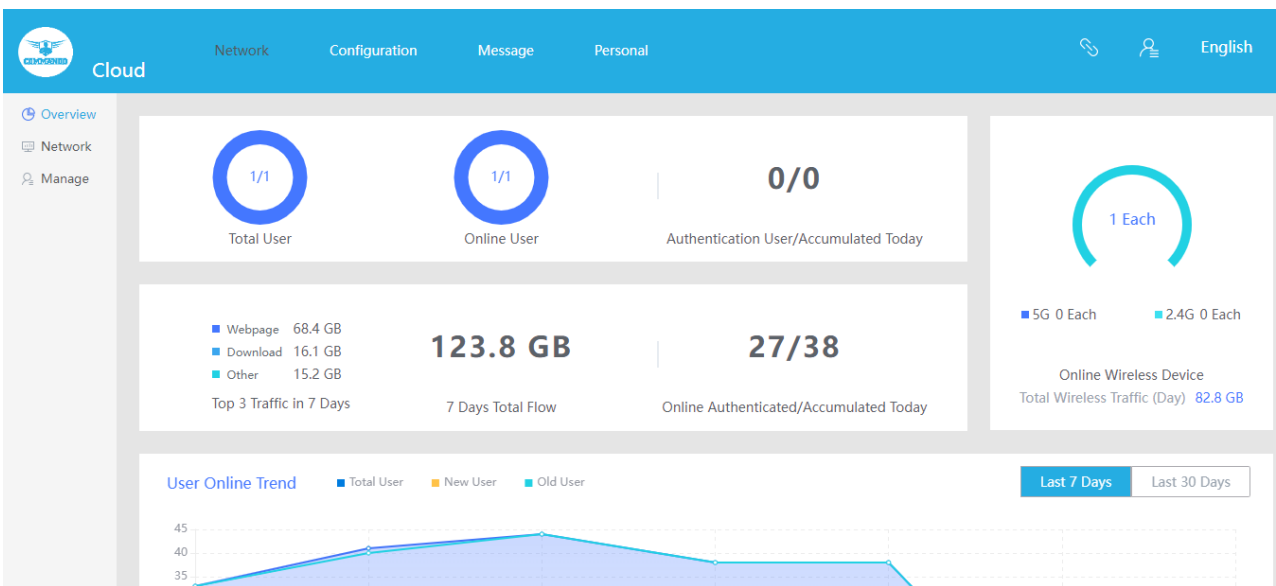 COMMANDO
Cloud
Network
Configuration
Message
Personal
English
Overview
Network
Manage
1/1
Total User
1/1
Online User
0/0
Authentication User/Accumulated Today
1 Each
5G 0 Each
2.4G 0 Each
Online Wireless Device
Total Wireless Traffic (Day) 82.8 GB
Webpage 68.4 GB
Download 16.1 GB
Other 15.2 GB
Top 3 Traffic in 7 Days
123.8 GB
7 Days Total Flow
27/38
Online Authenticated/Accumulated Today
User Online Trend
Total User
New User
Old User
Last 7 Days
Last 30 Days
45
40
35